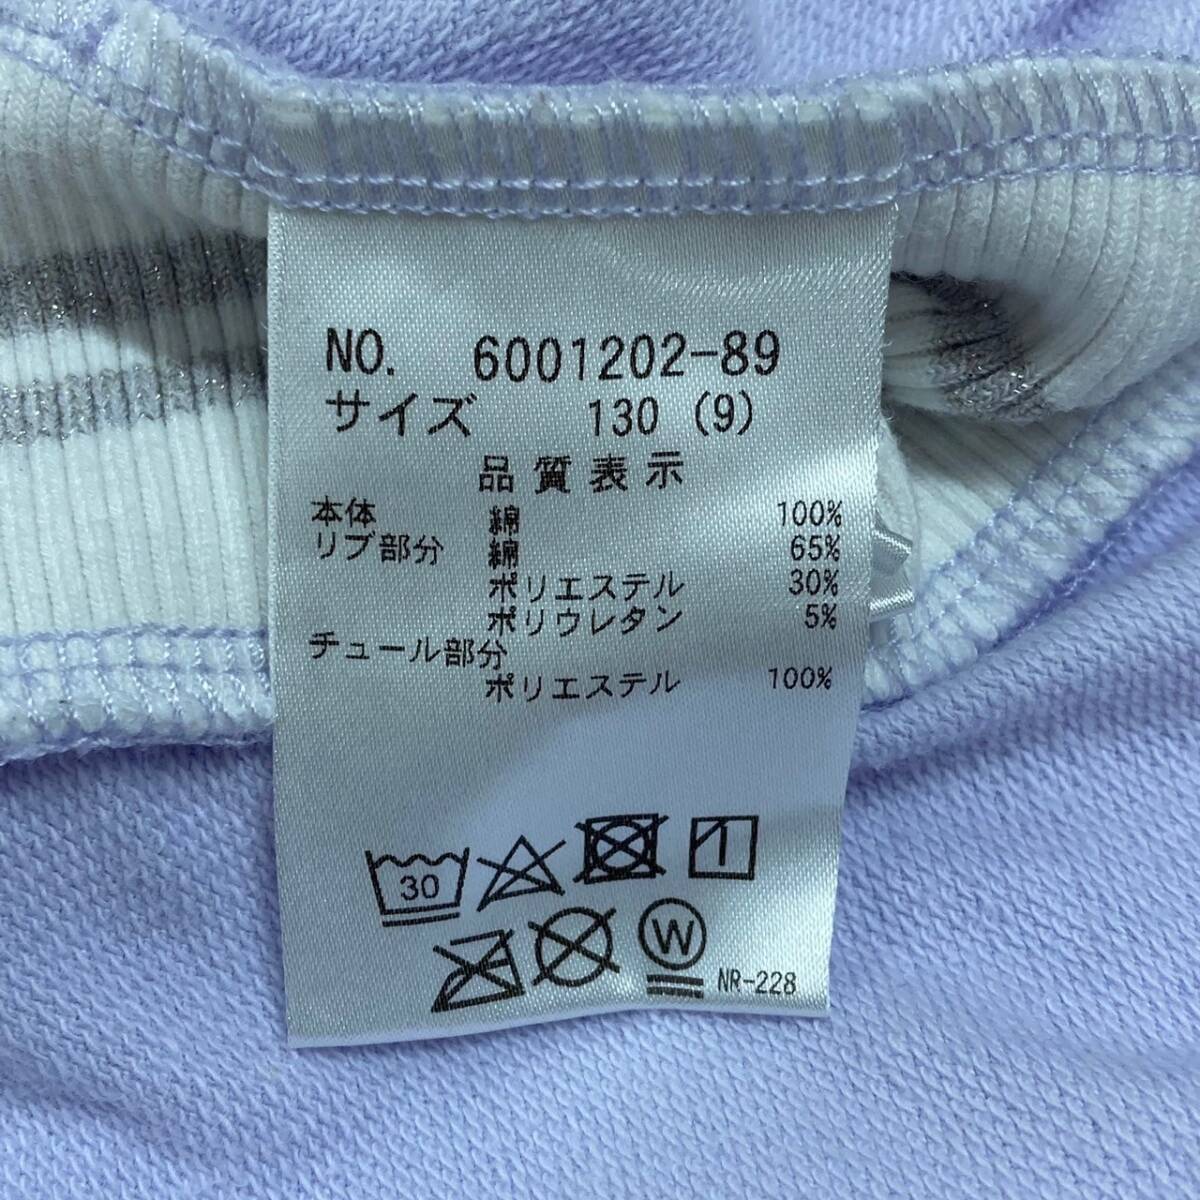 NO. 6001202-89
サイズ 130 (9)
品質表示
本体 綿 100%
リブ部分 綿 65%
ポリエステル 30%
ポリウレタン 5%
チュール部分
ポリエステル 100%
30
W
NR-228